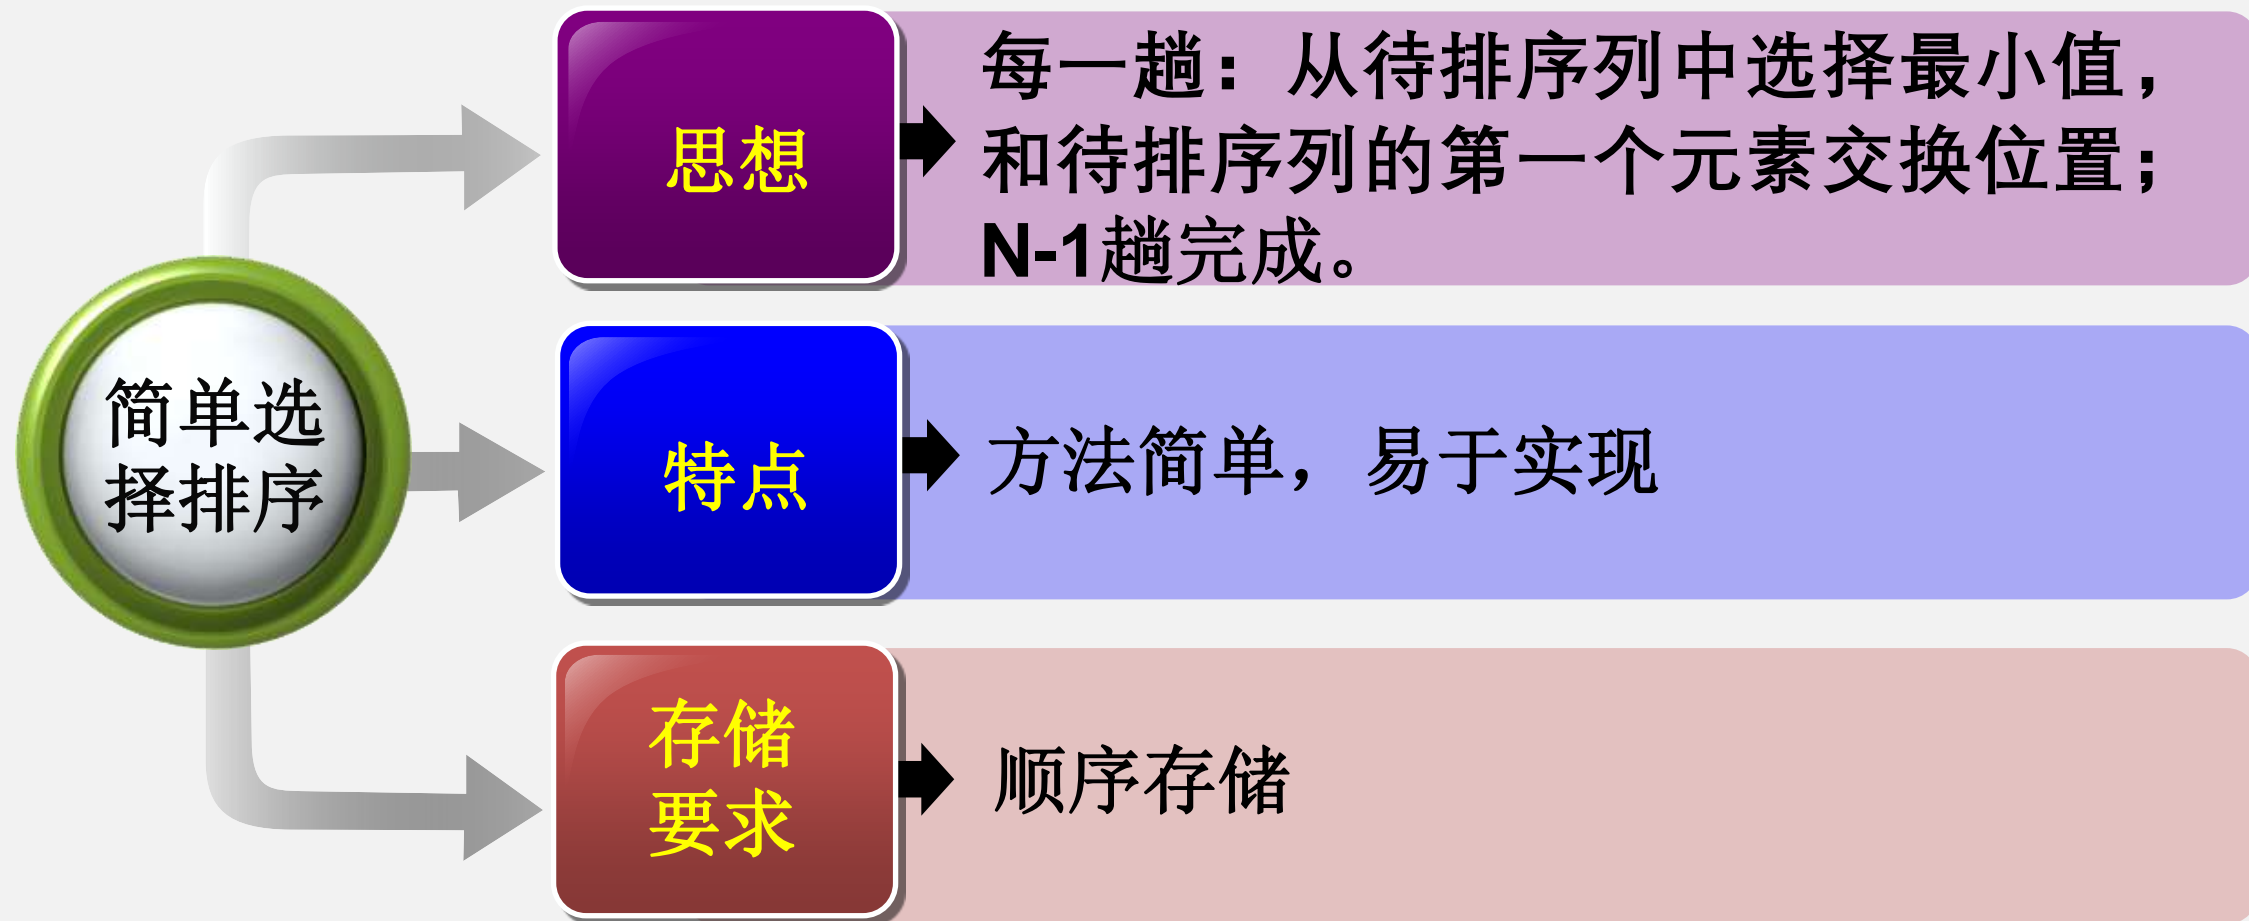 简单选
择排序
思想
每一趟：从待排序列中选择最小值，
和待排序列的第一个元素交换位置；
N-1趟完成。
特点
方法简单，易于实现
存储
要求
顺序存储